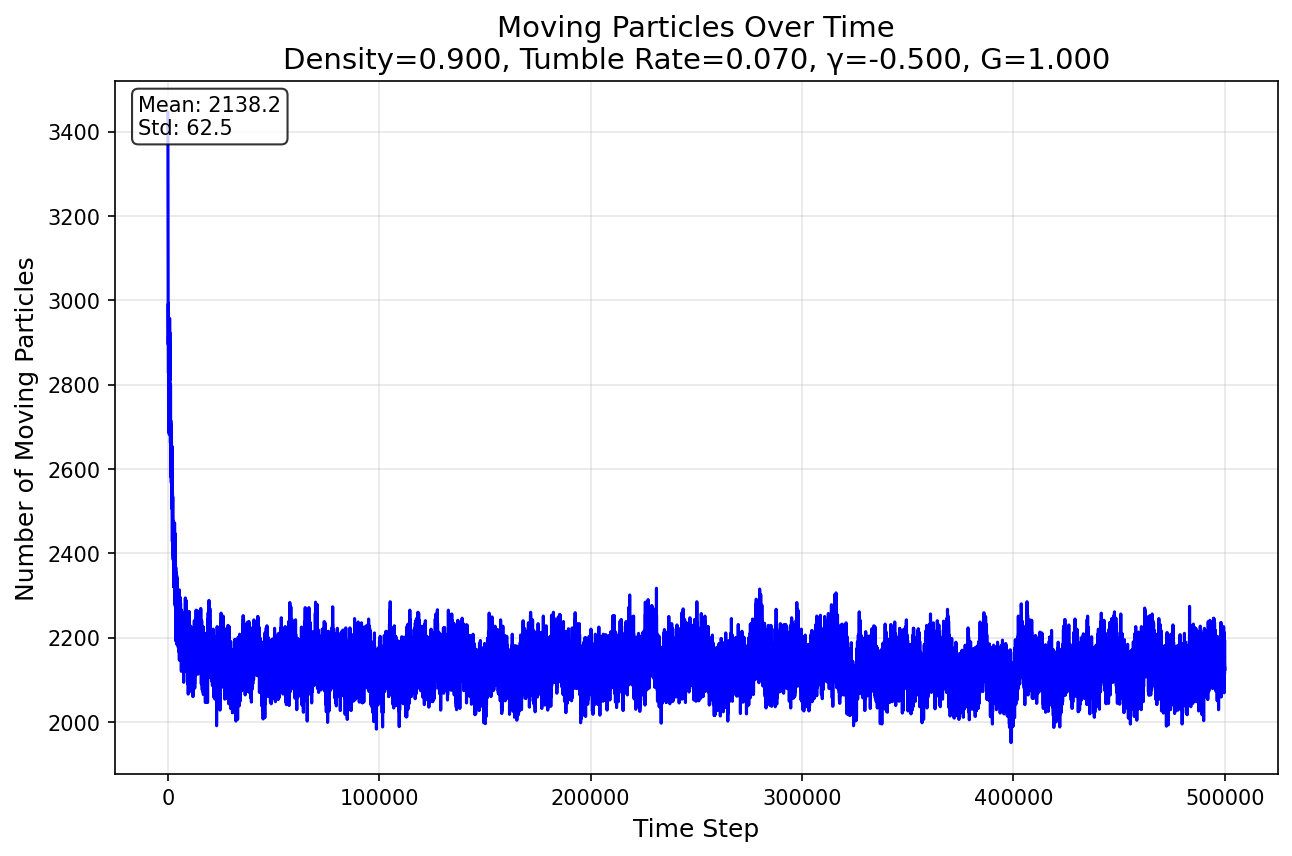 Moving Particles Over Time
Density=0.900, Tumble Rate=0.070, γ=-0.500, G=1.000
Mean: 2138.2
Std: 62.5
3400
3200
3000
2800
2600
2400
2200
2000
Number of Moving Particles
0 100000 200000 300000 400000 500000
Time Step